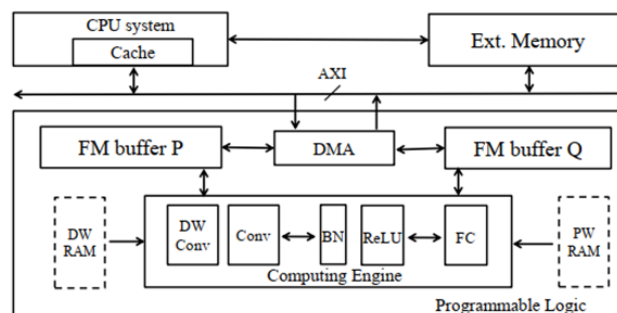 CPU system
Cache
Ext. Memory
AXI
FM buffer P
DMA
FM buffer Q
DW
RAM
DW
Conv
Conv
BN
ReLU
FC
PW
RAM
Computing Engine
Programmable Logic